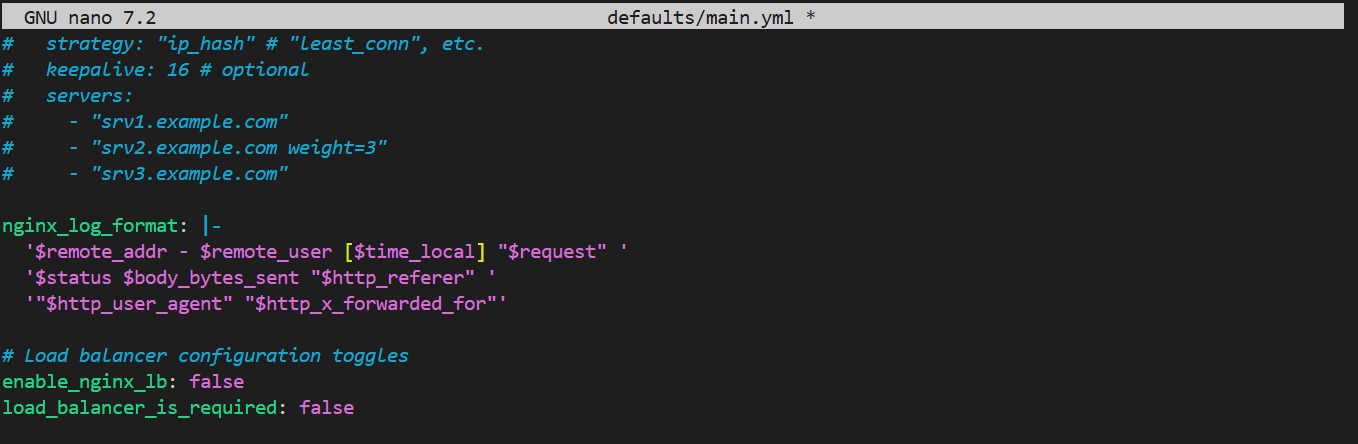 GNU nano 7.2 defaults/main.yml *
#   strategy: "ip_hash" # "least_conn", etc.
#   keepalive: 16 # optional
#   servers:
#     - "srv1.example.com"
#     - "srv2.example.com weight=3"
#     - "srv3.example.com"
nginx_log_format: |-
  '$remote_addr - $remote_user [$time_local] "$request" '
  '$status $body_bytes_sent "$http_referer" '
  '"$http_user_agent" "$http_x_forwarded_for"'
# Load balancer configuration toggles
enable_nginx_lb: false
load_balancer_is_required: false